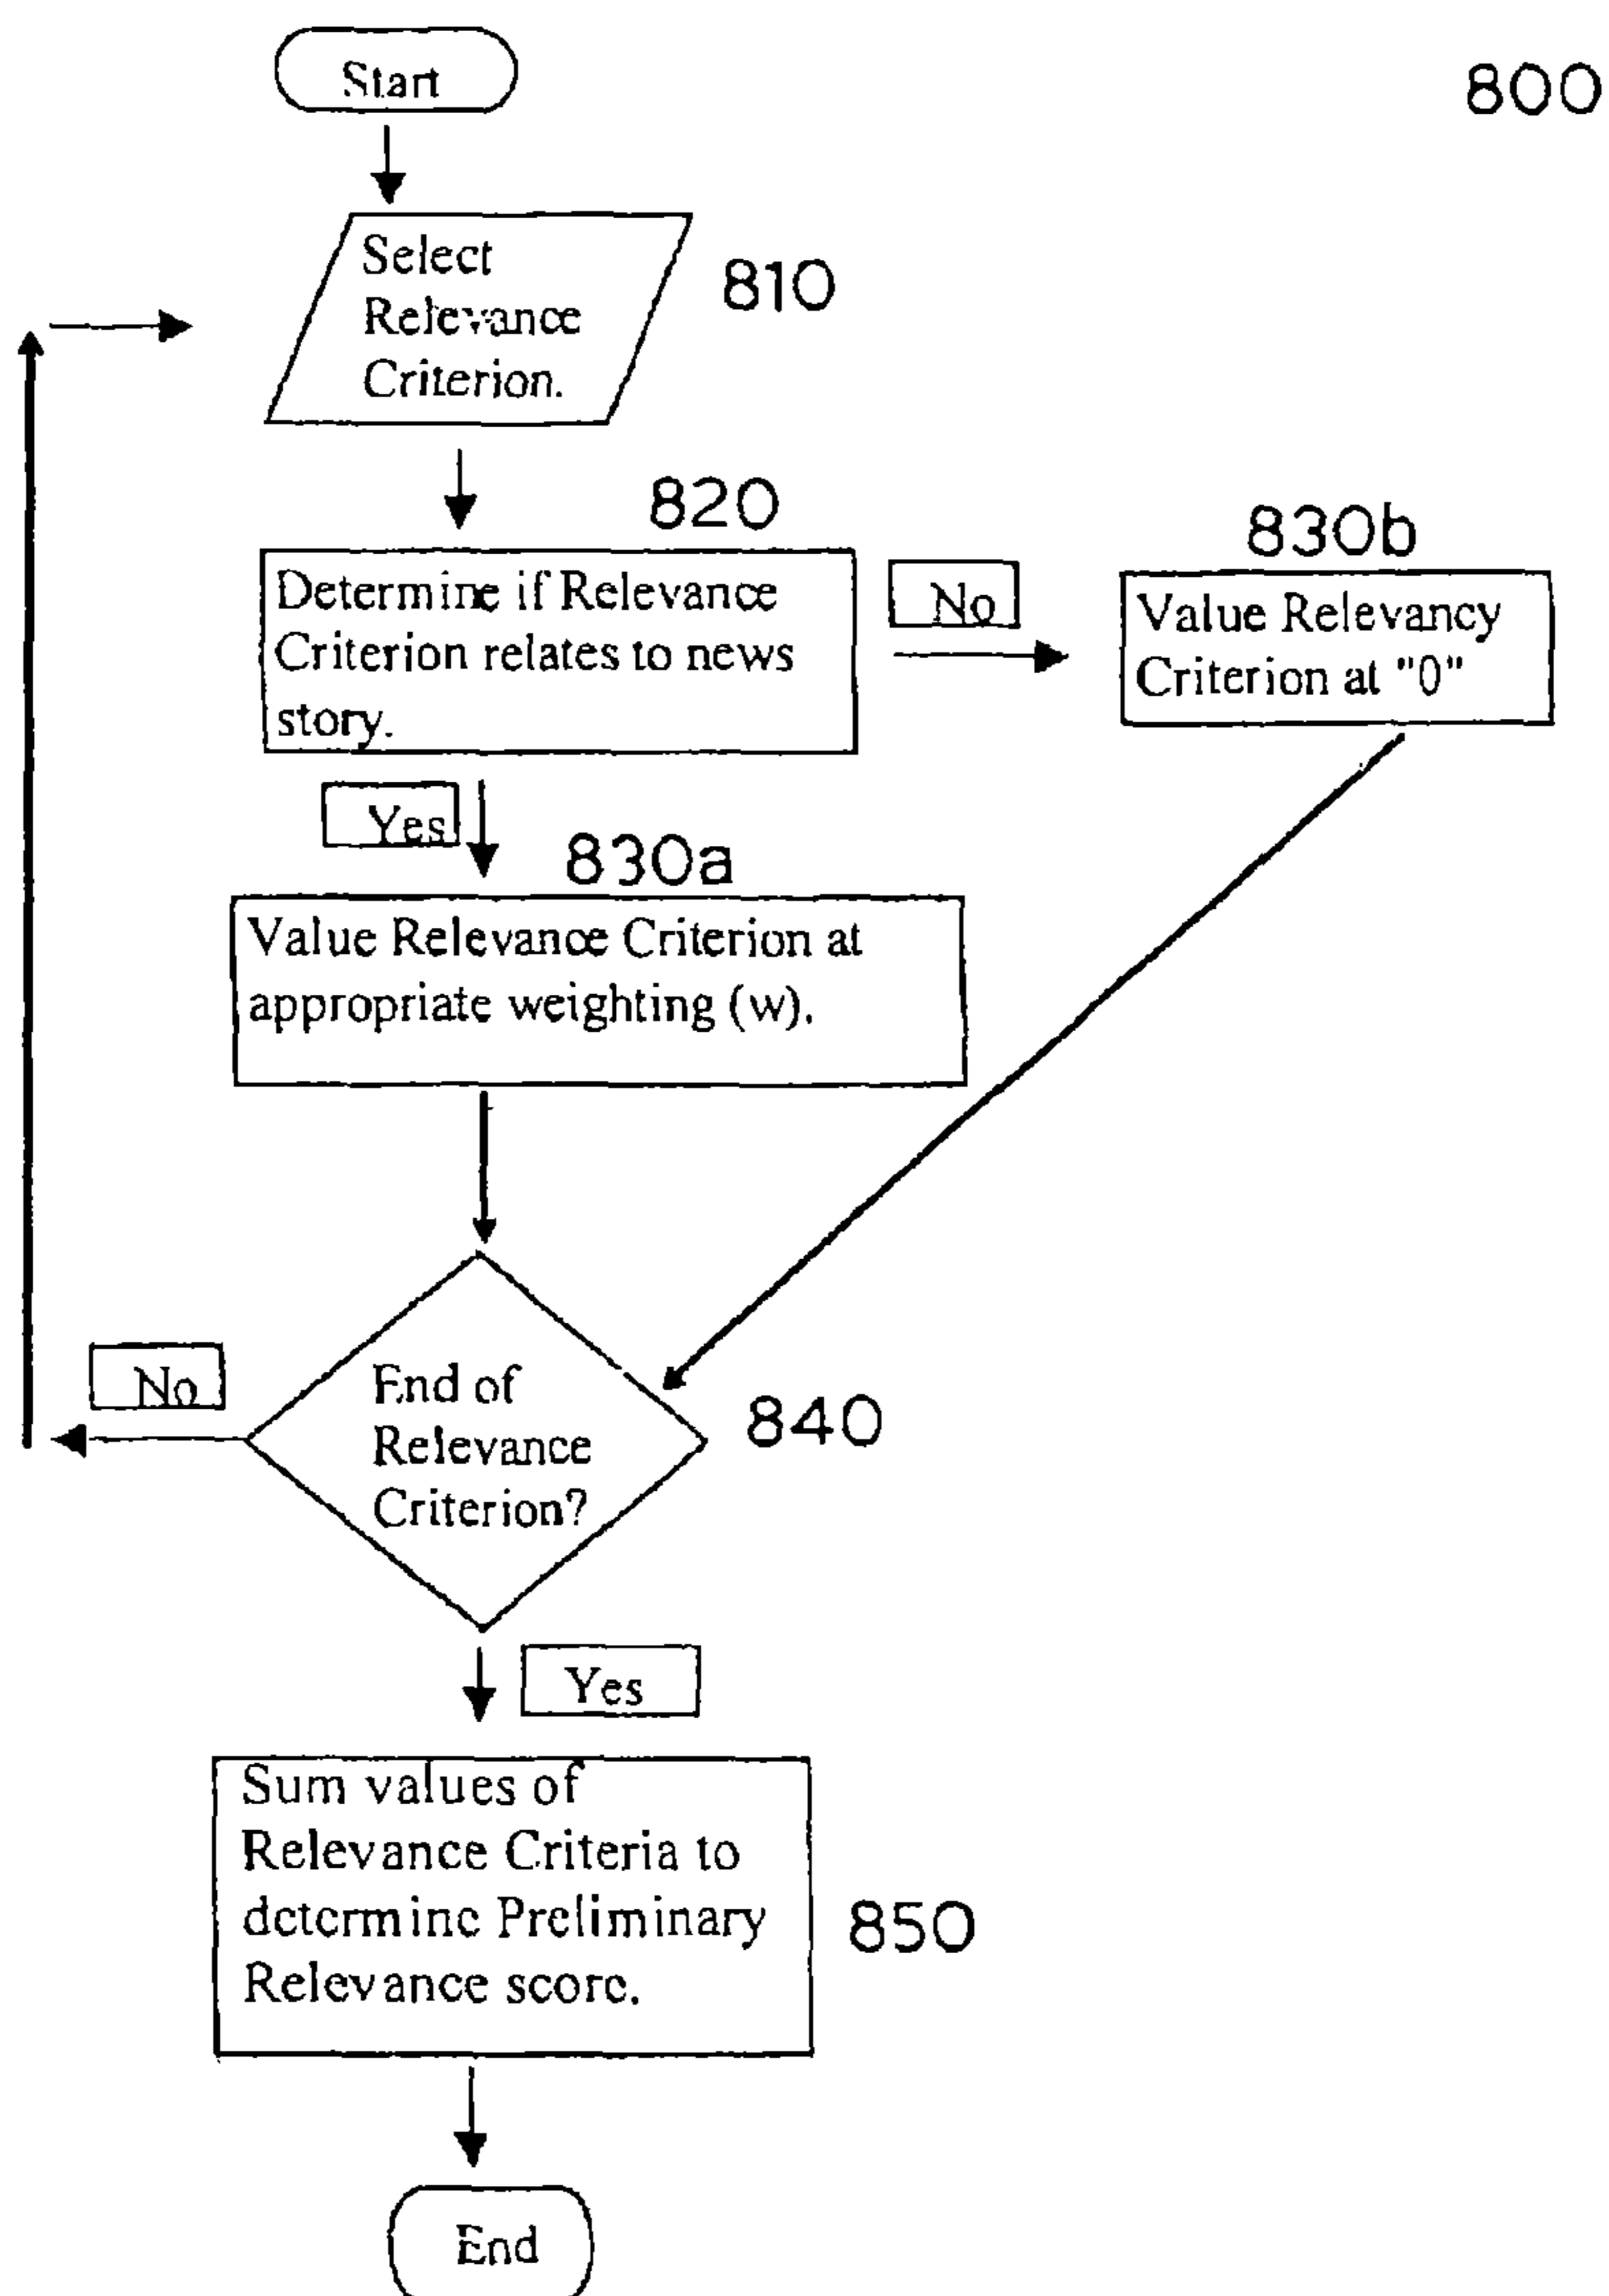 Start
800
Select
Relevance
Criterion.
810
820
Determine if Relevance
Criterion relates to news
story.
No
830b
Value Relevancy
Criterion at "0"
Yes
830a
Value Relevance Criterion at
appropriate weighting (w).
No
End of
Relevance
Criterion?
840
Yes
Sum values of
Relevance Criteria to
determine Preliminary
Relevance score.
850
End